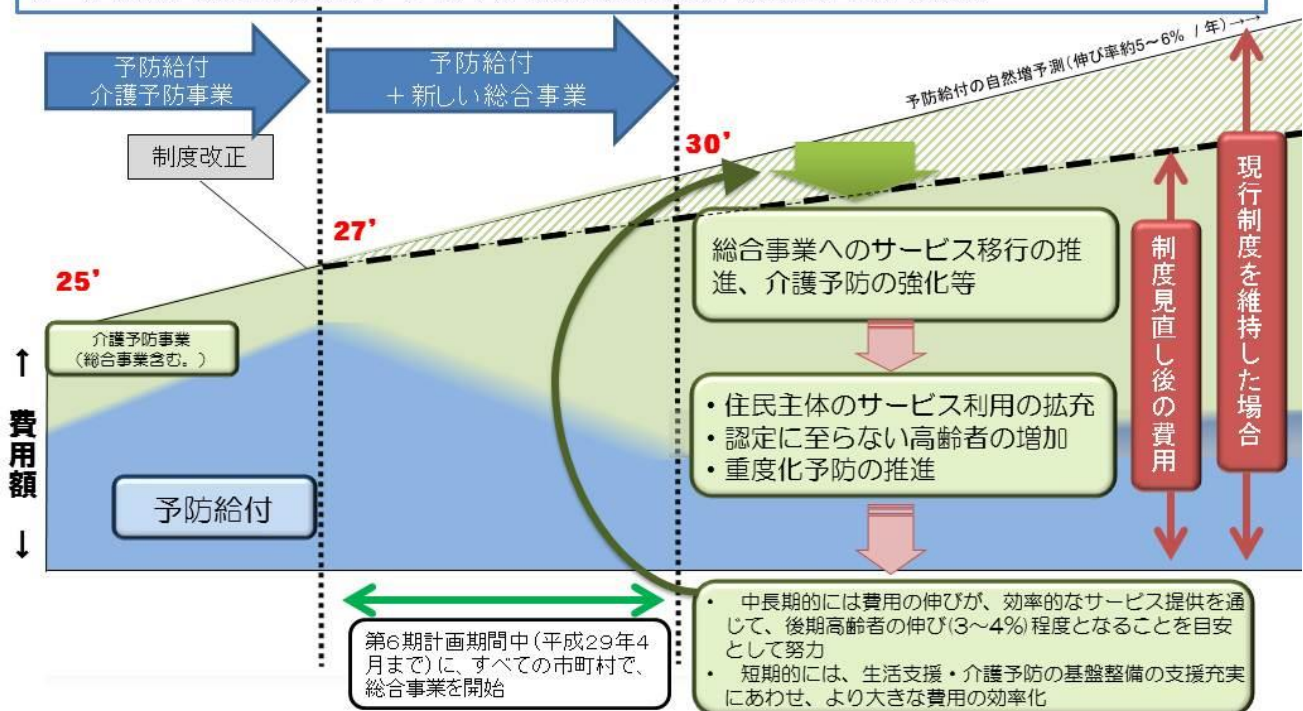 予防給付
介護予防事業
予防給付
＋新しい総合事業
予防給付の自然増予測(伸び率約5～6% / 年)→→
制度改正
25’
27’
30’
介護予防事業
（総合事業含む。）
↑
費用額
↓
予防給付
総合事業へのサービス移行の推
進、介護予防の強化等
・住民主体のサービス利用の拡充
・認定に至らない高齢者の増加
・重度化予防の推進
制度見直し後の費用
現行制度を維持した場合
第6期計画期間中(平成29年4
月まで)に、すべての市町村で、
総合事業を開始
・ 中長期的には費用の伸びが、効率的なサービス提供を通
じて、後期高齢者の伸び(3～4%)程度となることを目安
として努力
・ 短期的には、生活支援・介護予防の基盤整備の支援充実
にあわせ、より大きな費用の効率化